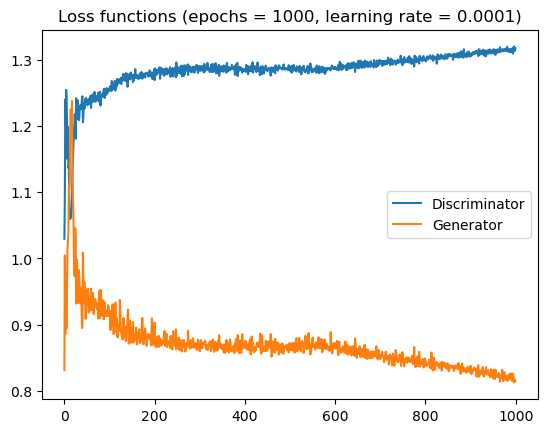 Loss functions (epochs = 1000, learning rate = 0.0001)
1.3
1.2
1.1
1.0
0.9
0.8
Discriminator
Generator
0 200 400 600 800 1000